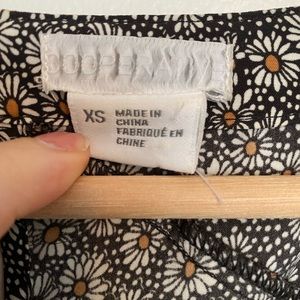 COOPERATIVE
XS
MADE IN
CHINA
FABRIQUÉ EN
CHINE